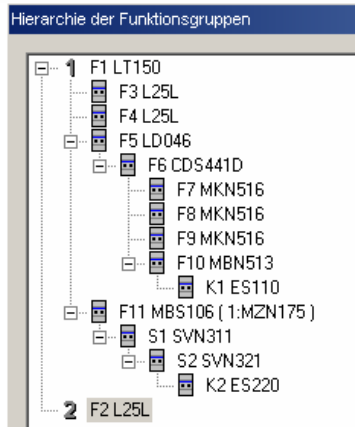 Hierarchie der Funktionsgruppen
1 F1 LT150
F3 L25L
F4 L25L
F5 LD046
F6 CDS441D
F7 MKN516
F8 MKN516
F9 MKN516
F10 MBN513
K1 ES110
F11 MBS106 ( 1:MZN175 )
S1 SVN311
S2 SVN321
K2 ES220
2 F2 L25L